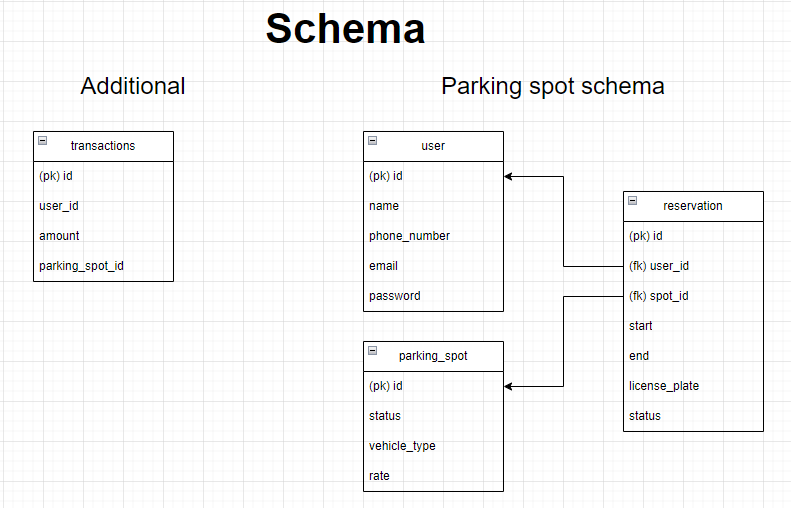 Schema
Additional
Parking spot schema
transactions
(pk) id
user_id
amount
parking_spot_id
user
(pk) id
name
phone_number
email
password
parking_spot
(pk) id
status
vehicle_type
rate
reservation
(pk) id
(fk) user_id
(fk) spot_id
start
end
license_plate
status